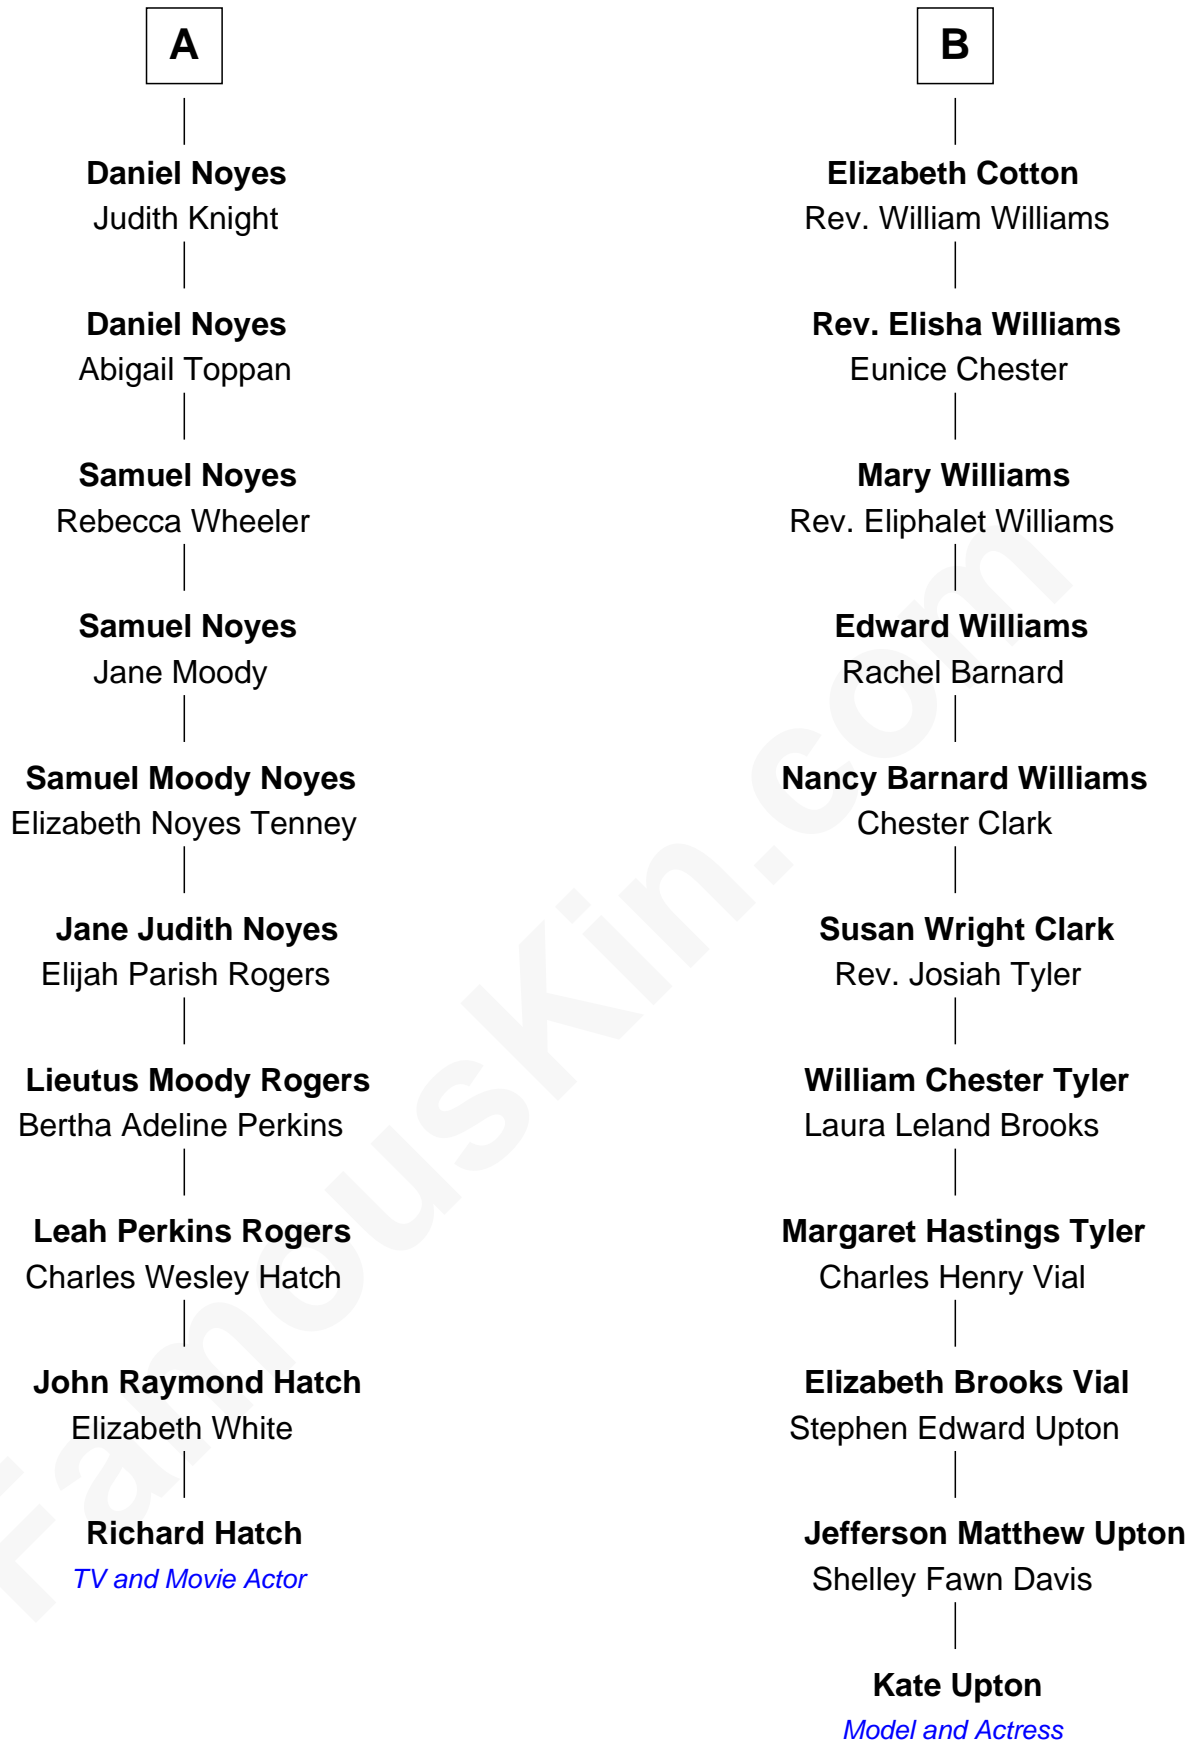 A
Daniel Noyes
Judith Knight
Daniel Noyes
Abigail Toppan
Samuel Noyes
Rebecca Wheeler
Samuel Noyes
Jane Moody
Samuel Moody Noyes
Elizabeth Noyes Tenney
Jane Judith Noyes
Elijah Parish Rogers
Lieutus Moody Rogers
Bertha Adeline Perkins
Leah Perkins Rogers
Charles Wesley Hatch
John Raymond Hatch
Elizabeth White
Richard Hatch
TV and Movie Actor
B
Elizabeth Cotton
Rev. William Williams
Rev. Elisha Williams
Eunice Chester
Mary Williams
Rev. Eliphalet Williams
Edward Williams
Rachel Barnard
Nancy Barnard Williams
Chester Clark
Susan Wright Clark
Rev. Josiah Tyler
William Chester Tyler
Laura Leland Brooks
Margaret Hastings Tyler
Charles Henry Vial
Elizabeth Brooks Vial
Stephen Edward Upton
Jefferson Matthew Upton
Shelley Fawn Davis
Kate Upton
Model and Actress
FamousKin.com